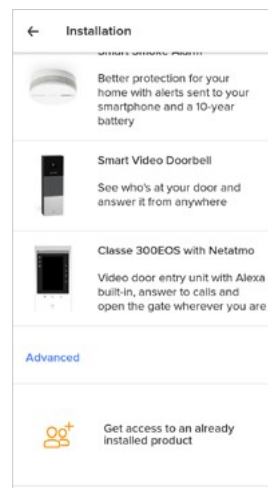 Installation
Smart Smoke Alarm
Better protection for your
home with alerts sent to your
smartphone and a 10-year
battery
Smart Video Doorbell
See who's at your door and
answer it from anywhere
Classe 300EOS with Netatmo
Video door entry unit with Alexa
built-in, answer to calls and
open the gate wherever you are
Advanced
Get access to an already
installed product